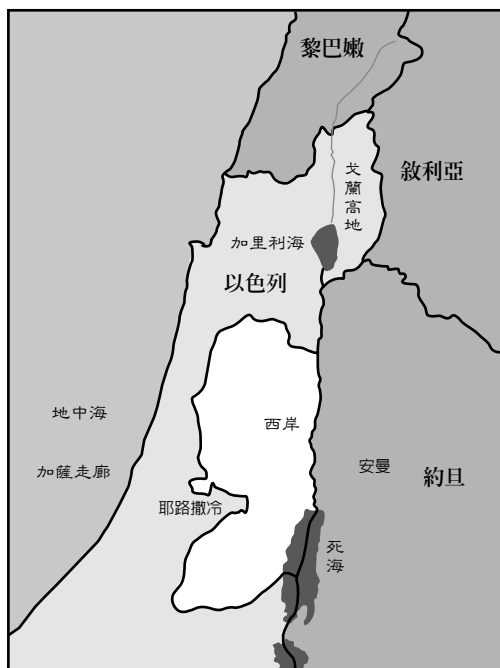 黎巴嫩
戈蘭高地
敘利亞
加里利海
以色列
地中海
西岸
加薩走廊
安曼
約旦
耶路撒冷
死海